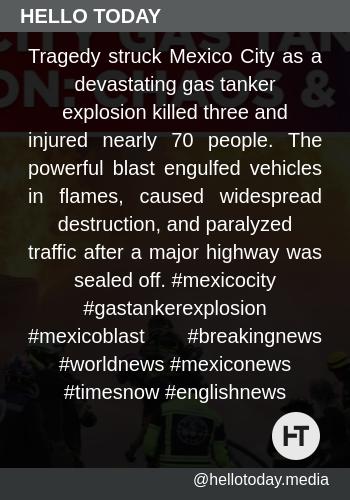 HELLO TODAY
Tragedy struck Mexico City as a
devastating gas tanker
explosion killed three and
injured nearly 70 people. The
powerful blast engulfed vehicles
in flames, caused widespread
destruction, and paralyzed
traffic after a major highway was
sealed off. #mexicocity
#gastankerexplosion
#mexicoblast #breakingnews
#worldnews #mexiconews
#timesnow #englishnews
HT
@hellotoday.media